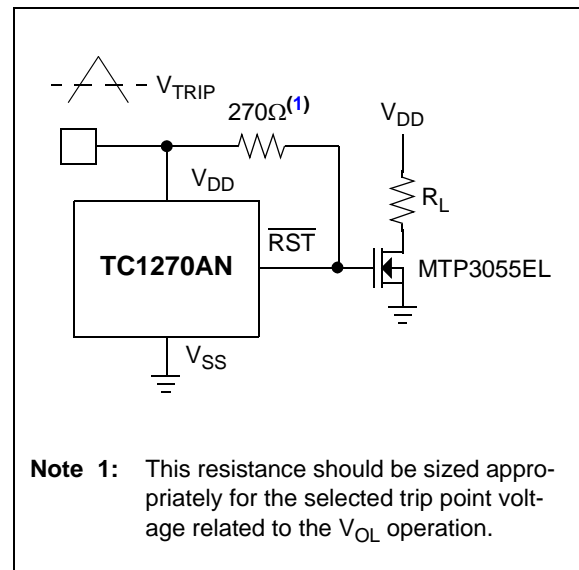 V_TRIP
270Ω(1)
V_DD
V_DD
R_L
RST
TC1270AN
MTP3055EL
V_SS
Note 1: This resistance should be sized appro-
priately for the selected trip point volt-
age related to the V_OL operation.